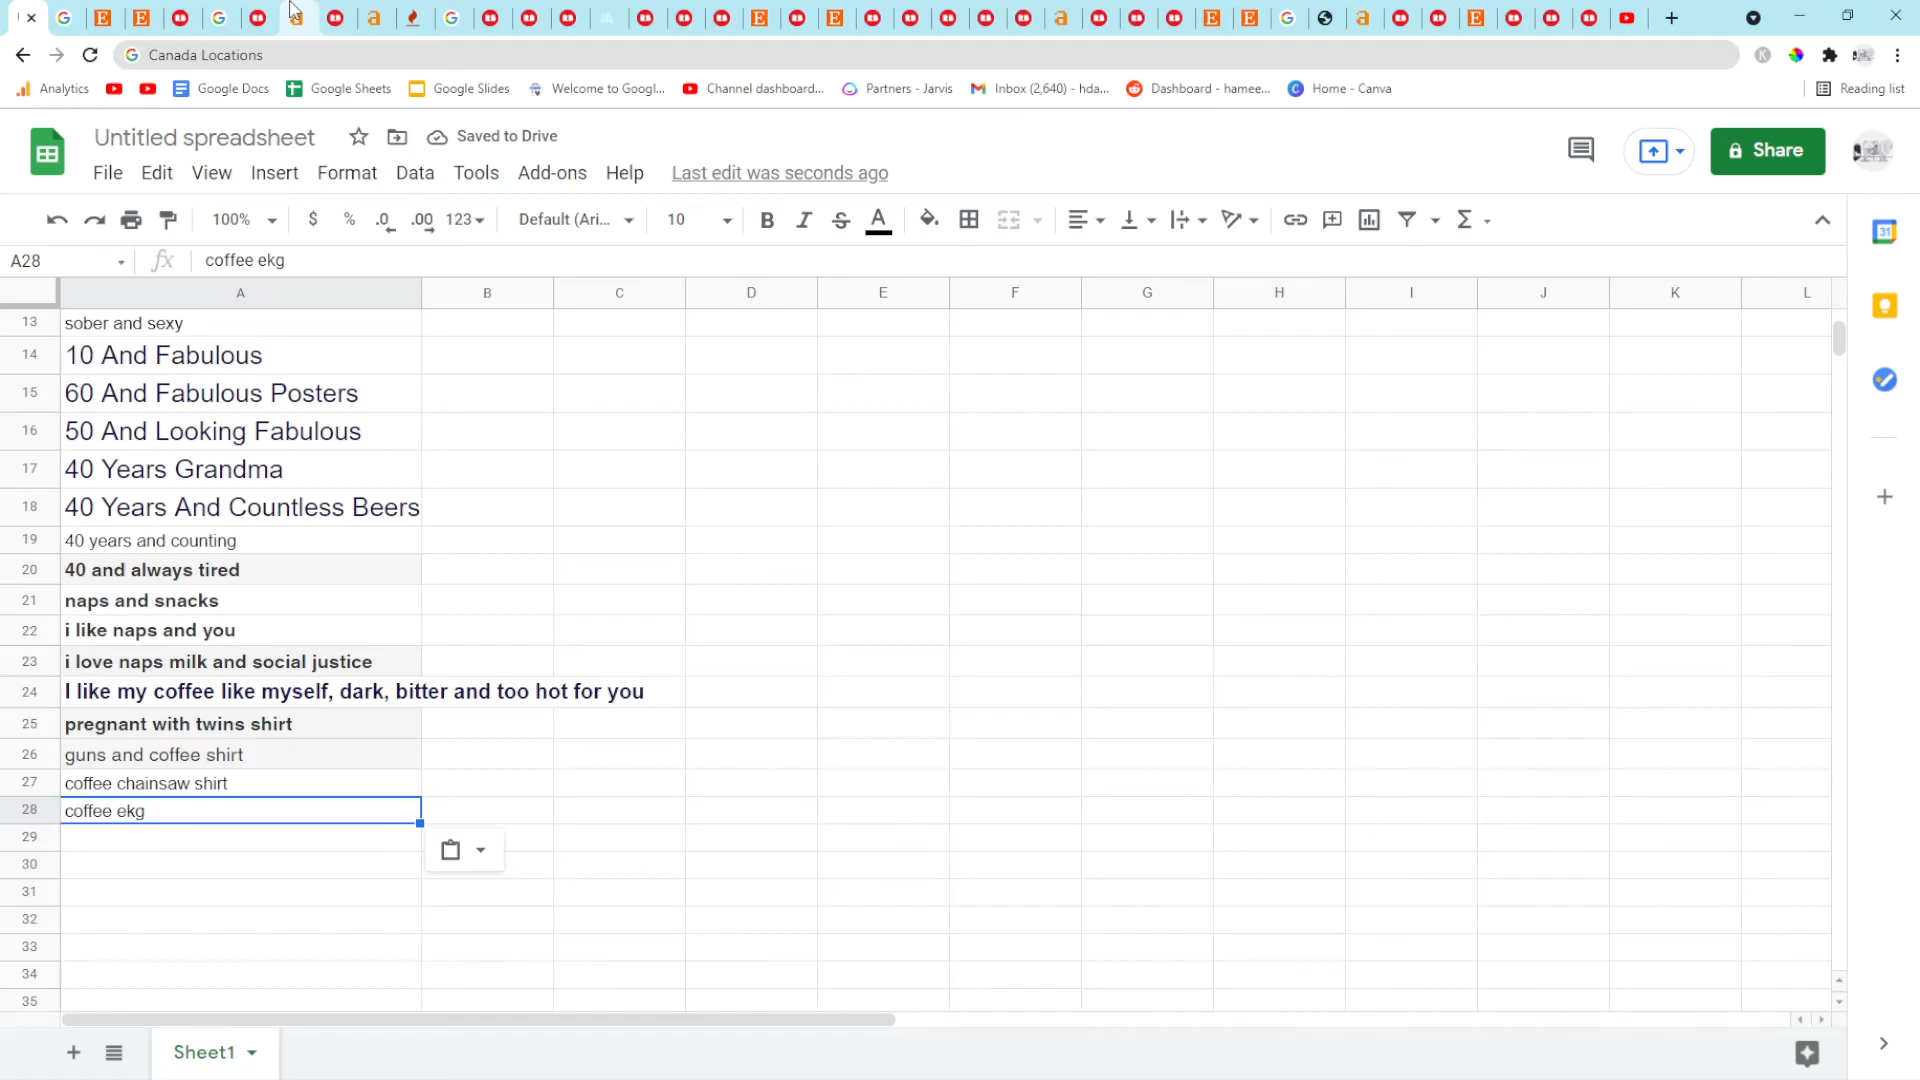 Canada Locations
Analytics
Google Docs
Google Sheets
Google Slides
Welcome to Googl...
Channel dashboard...
Partners - Jarvis
Inbox (2,640) - hda...
Dashboard - hamee...
Home - Canva
Reading list
Untitled spreadsheet
Saved to Drive
File Edit View Insert Format Data Tools Add-ons Help Last edit was seconds ago
Share
100% $ % .0 .00 123 Default (Ari... 10 B I S A Σ
A28 fx coffee ekg
A B C D E F G H I J K L
13 sober and sexy
14 10 And Fabulous
15 60 And Fabulous Posters
16 50 And Looking Fabulous
17 40 Years Grandma
18 40 Years And Countless Beers
19 40 years and counting
20 40 and always tired
21 naps and snacks
22 i like naps and you
23 i love naps milk and social justice
24 I like my coffee like myself, dark, bitter and too hot for you
25 pregnant with twins shirt
26 guns and coffee shirt
27 coffee chainsaw shirt
28 coffee ekg
29
30
31
32
33
34
35
Sheet1
31